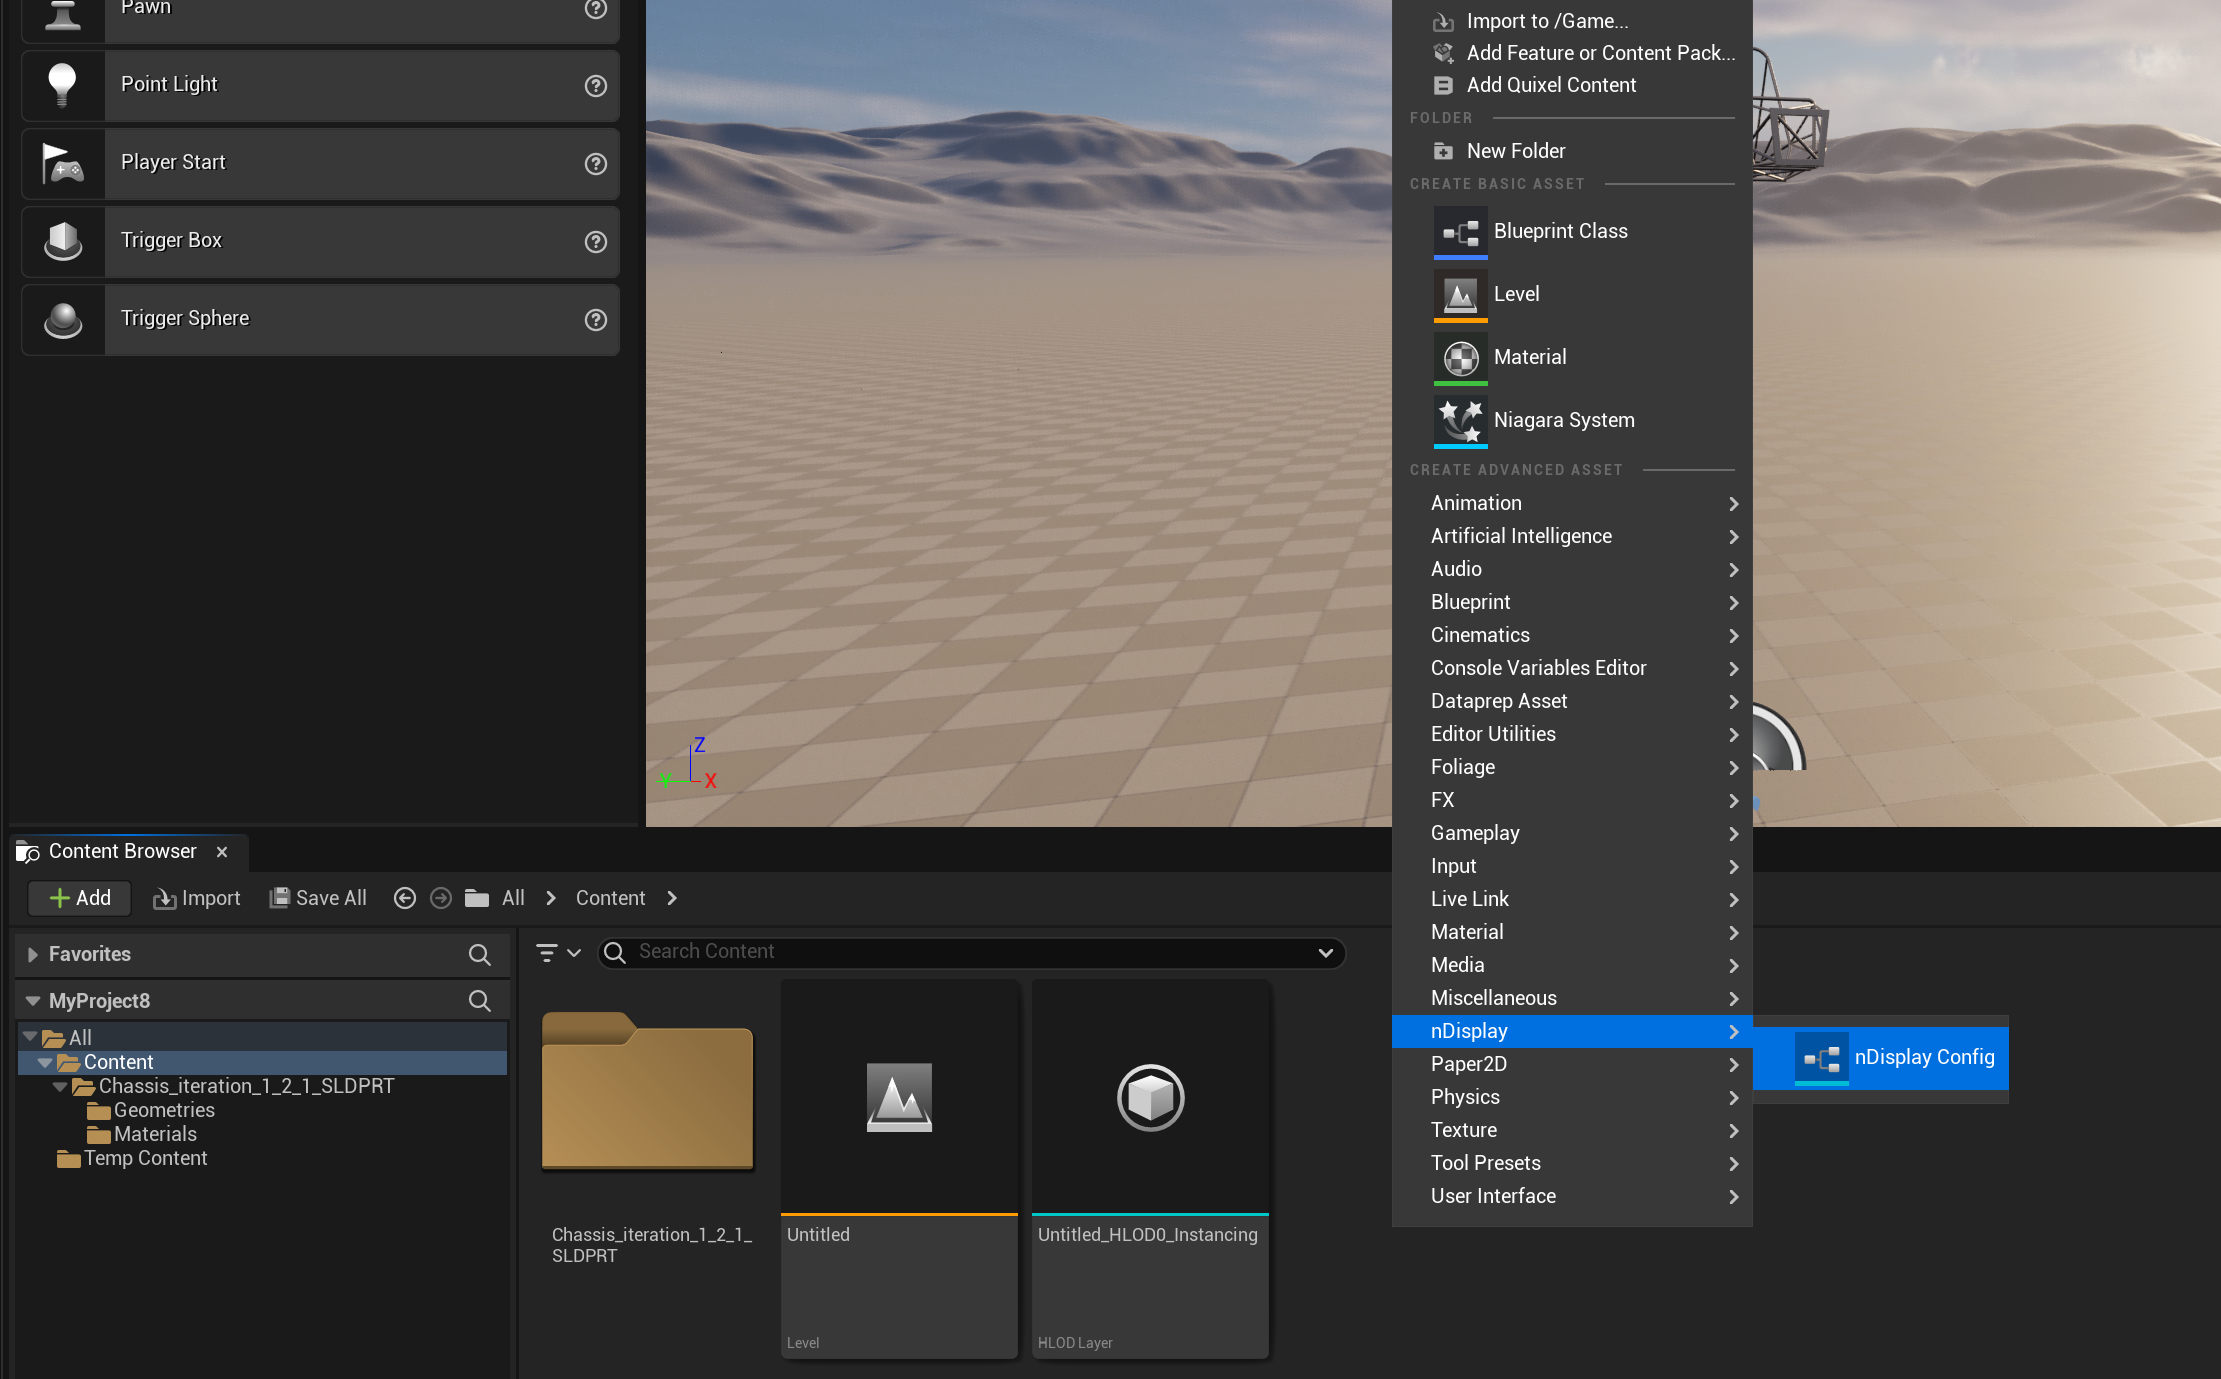 Pawn
Point Light
Player Start
Trigger Box
Trigger Sphere
Z
Y
X
Import to /Game...
Add Feature or Content Pack...
Add Quixel Content
FOLDER
New Folder
CREATE BASIC ASSET
Blueprint Class
Level
Material
Niagara System
CREATE ADVANCED ASSET
Animation
Artificial Intelligence
Audio
Blueprint
Cinematics
Console Variables Editor
Dataprep Asset
Editor Utilities
Foliage
FX
Gameplay
Input
Live Link
Material
Media
Miscellaneous
nDisplay
Paper2D
Physics
Texture
Tool Presets
User Interface
nDisplay Config
Content Browser
Add
Import
Save All
All
Content
Favorites
MyProject8
All
Content
Chassis_iteration_1_2_1_SLDPRT
Geometries
Materials
Temp Content
Search Content
Chassis_iteration_1_2_1_
SLDPRT
Untitled
Level
Untitled_HLOD0_Instancing
HLOD Layer